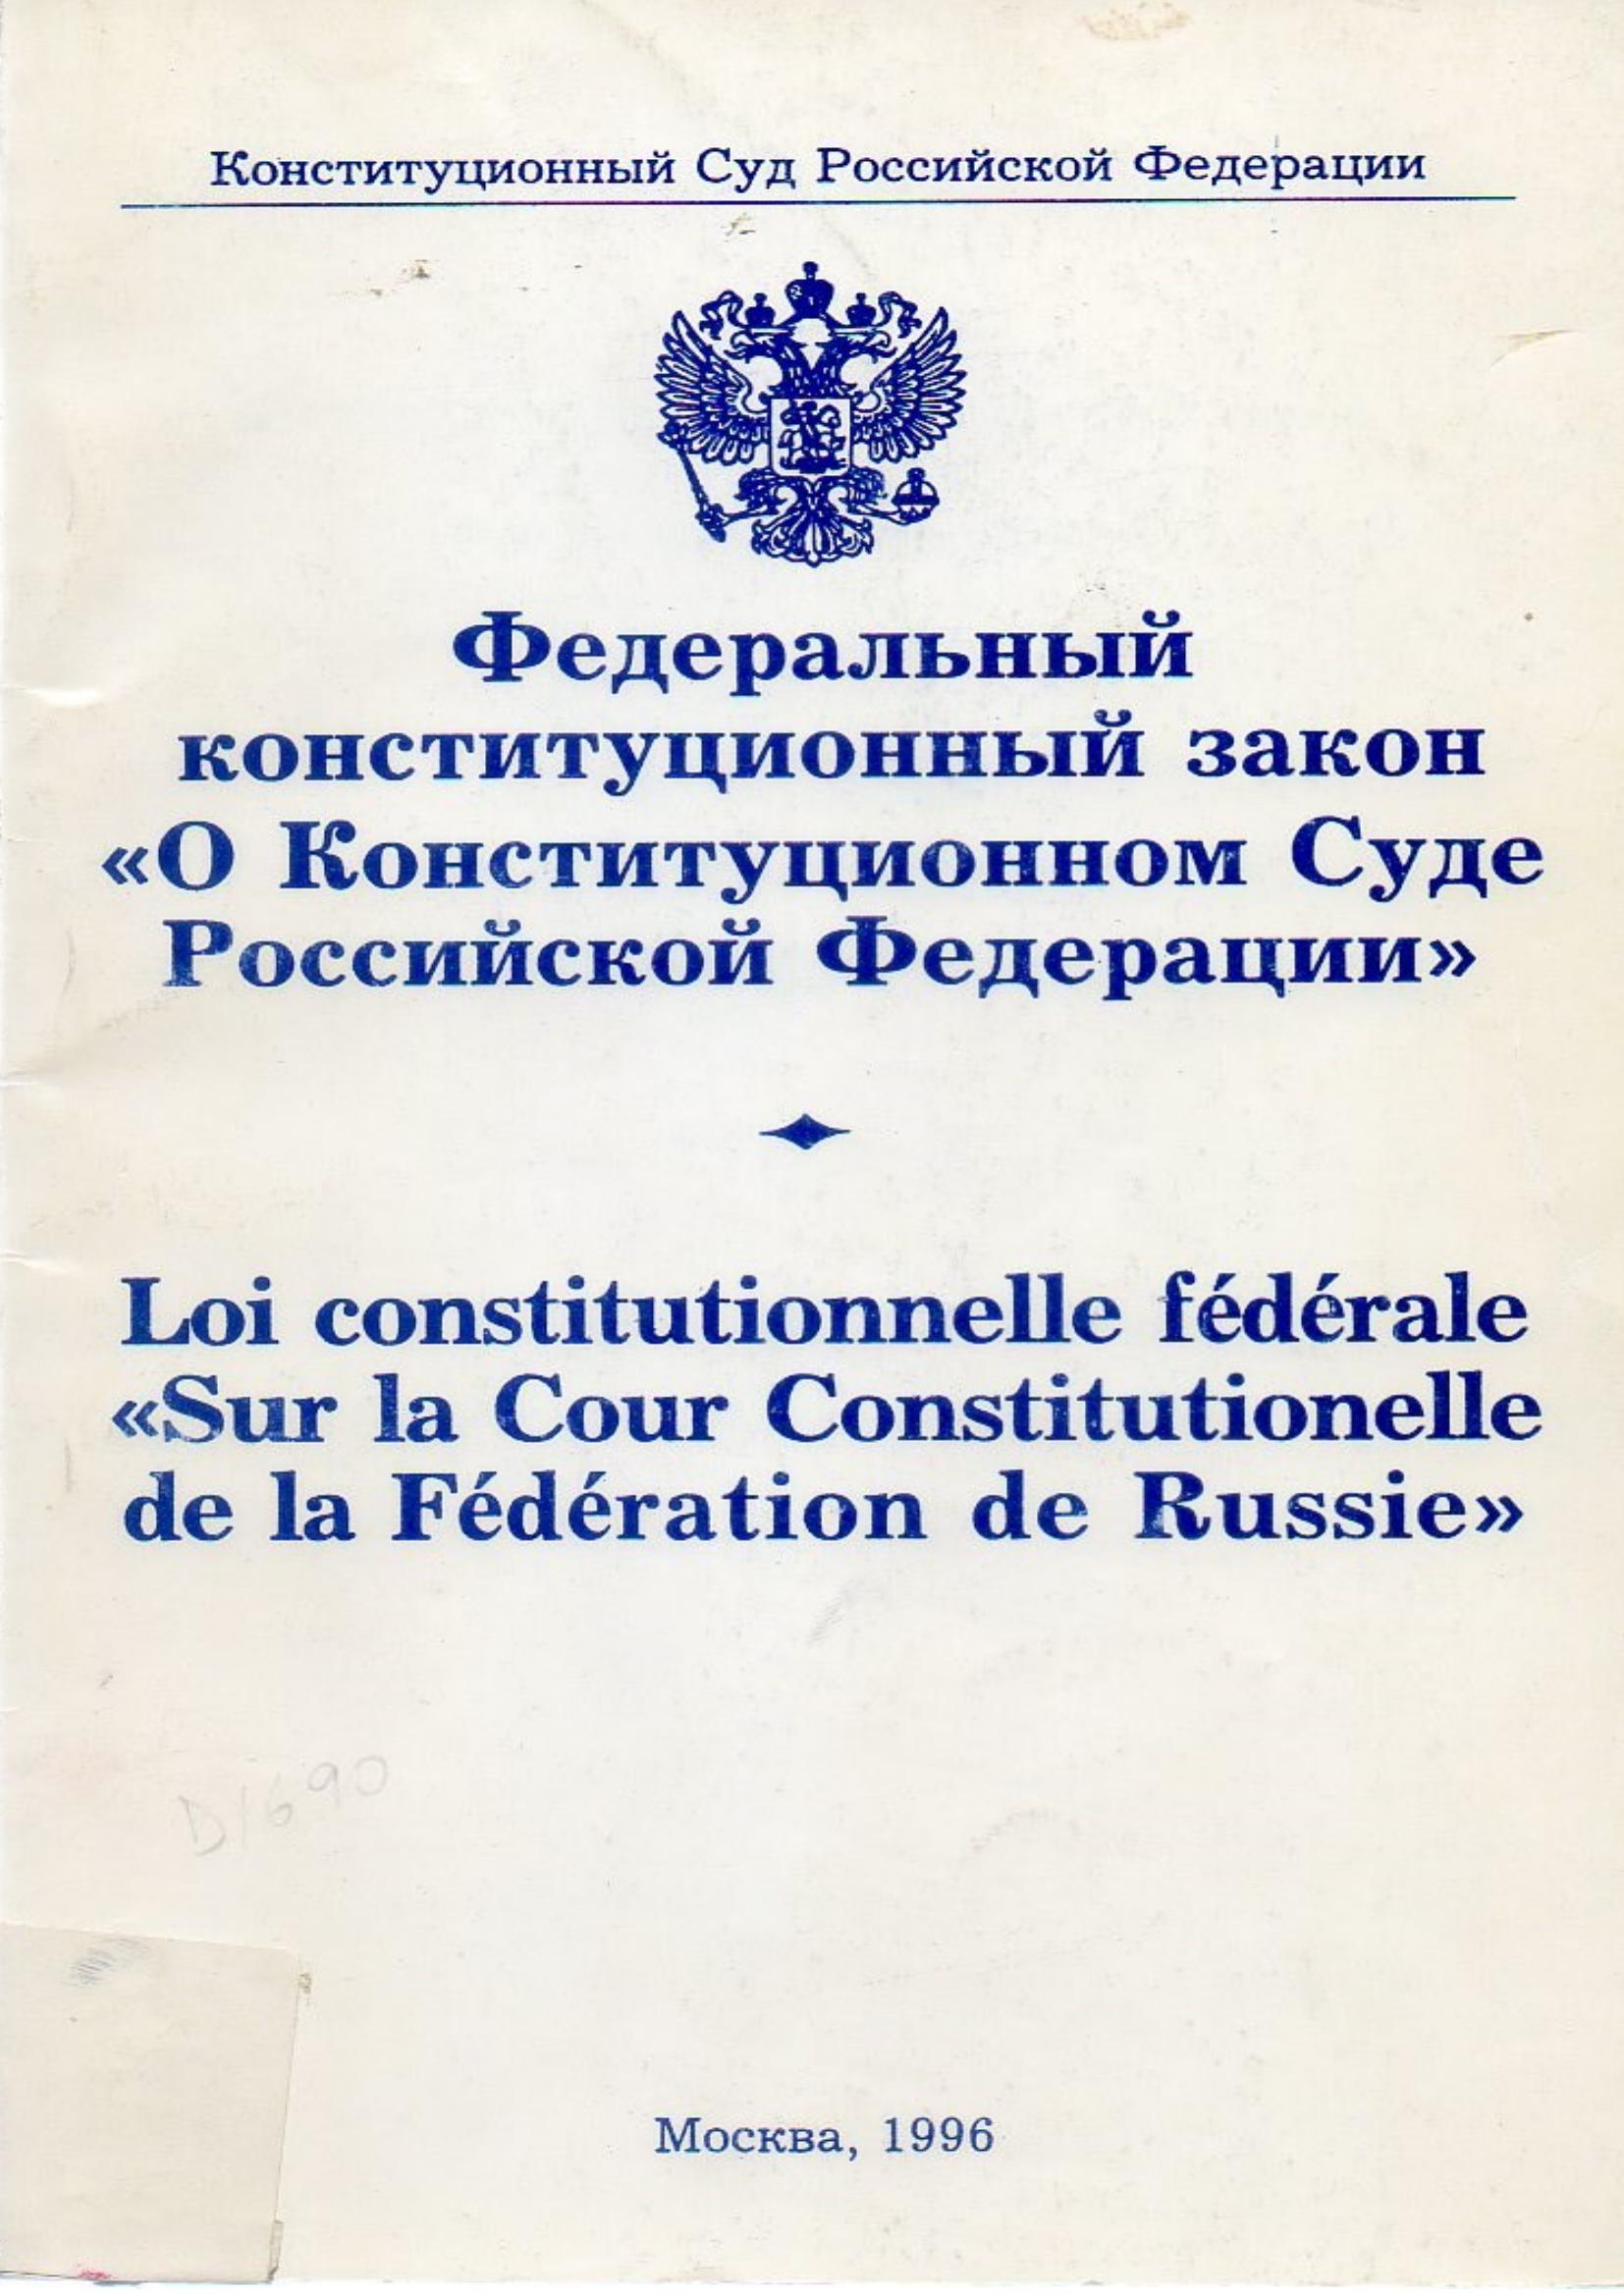 Конституционный Суд Российской Федерации
Федеральный
конституционный закон
«О Конституционном Суде
Российской Федерации»
Loi constitutionnelle fédérale
«Sur la Cour Constitutionelle
de la Fédération de Russie»
D1690
Москва, 1996